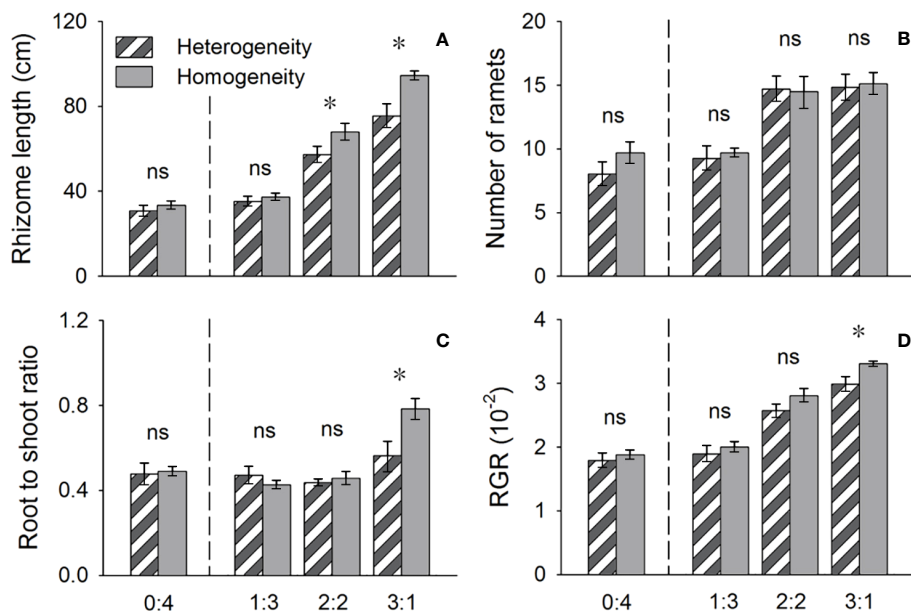 120
80
40
0
Rhizome length (cm)
Heterogeneity
Homogeneity
A
ns
ns
*
*
20
15
10
5
0
Number of ramets
B
ns
ns
ns
ns
1.2
0.8
0.4
0.0
Root to shoot ratio
C
ns
ns
ns
*
0:4
1:3
2:2
3:1
4
3
2
1
0
RGR (10⁻²)
D
ns
ns
ns
*
0:4
1:3
2:2
3:1